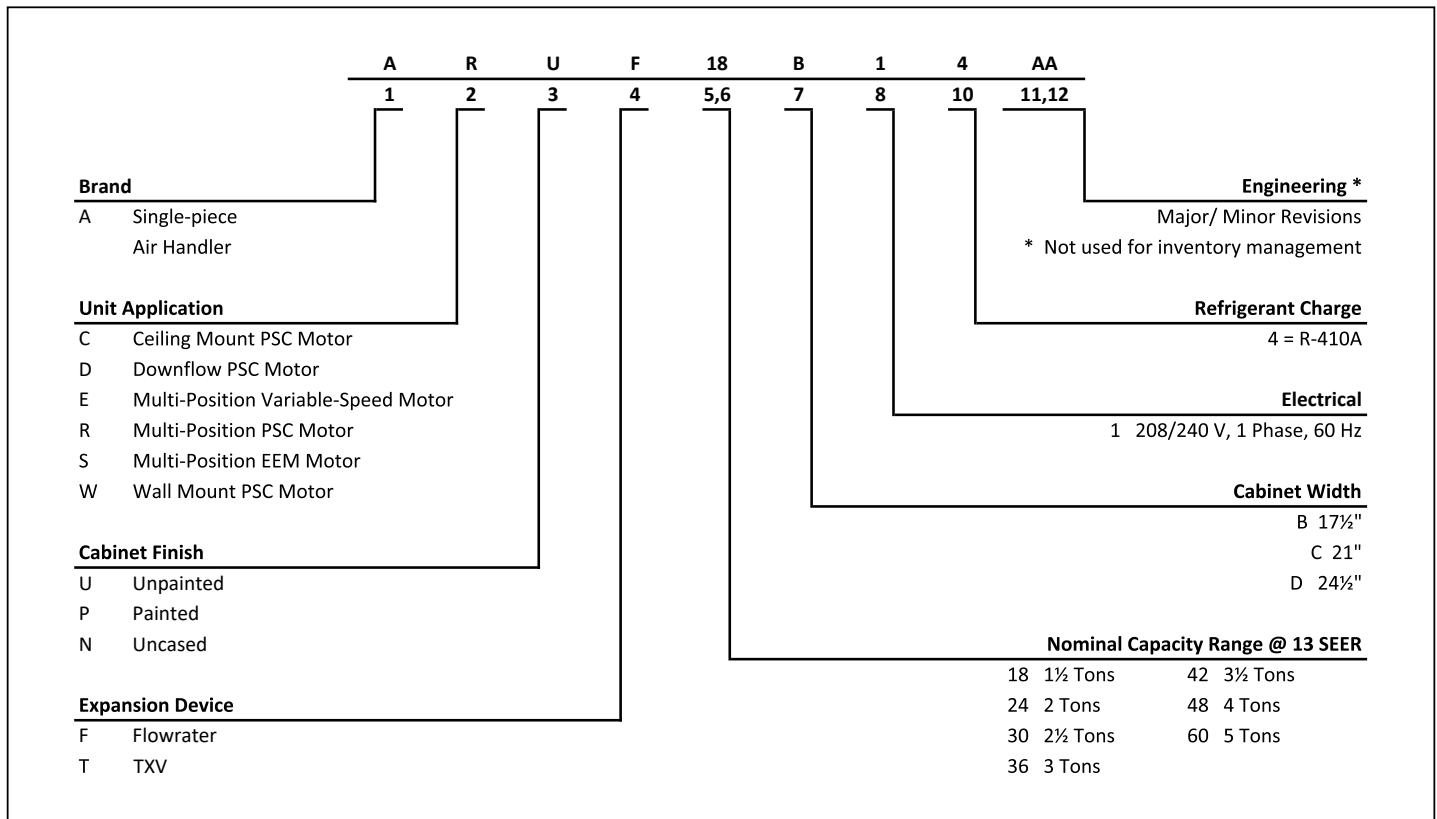 A R U F 18 B 1 4 AA
1 2 3 4 5,6 7 8 10 11,12
Brand
A Single-piece
Air Handler
Unit Application
C Ceiling Mount PSC Motor
D Downflow PSC Motor
E Multi-Position Variable-Speed Motor
R Multi-Position PSC Motor
S Multi-Position EEM Motor
W Wall Mount PSC Motor
Cabinet Finish
U Unpainted
P Painted
N Uncased
Expansion Device
F Flowrater
T TXV
Engineering *
Major/ Minor Revisions
* Not used for inventory management
Refrigerant Charge
4 = R-410A
Electrical
1 208/240 V, 1 Phase, 60 Hz
Cabinet Width
B 17½"
C 21"
D 24½"
Nominal Capacity Range @ 13 SEER
18 1½ Tons 42 3½ Tons
24 2 Tons 48 4 Tons
30 2½ Tons 60 5 Tons
36 3 Tons